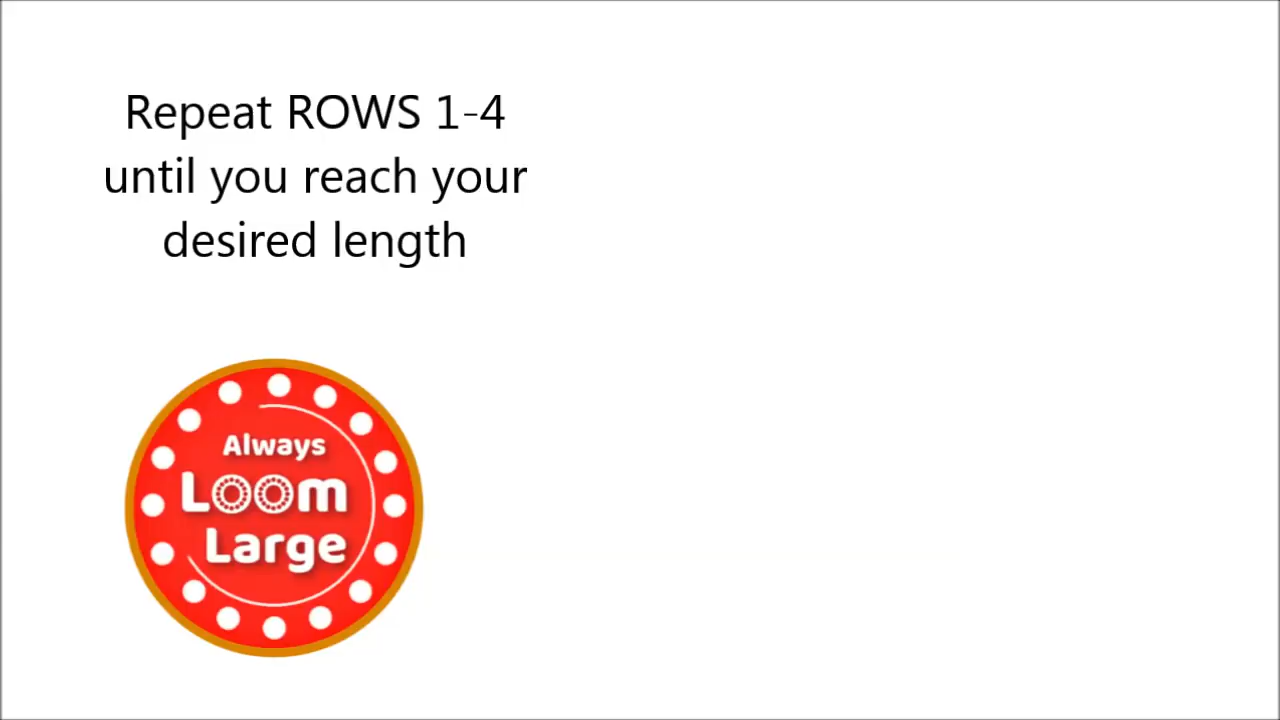 Repeat ROWS 1-4
until you reach your
desired length
Always
Loom
Large